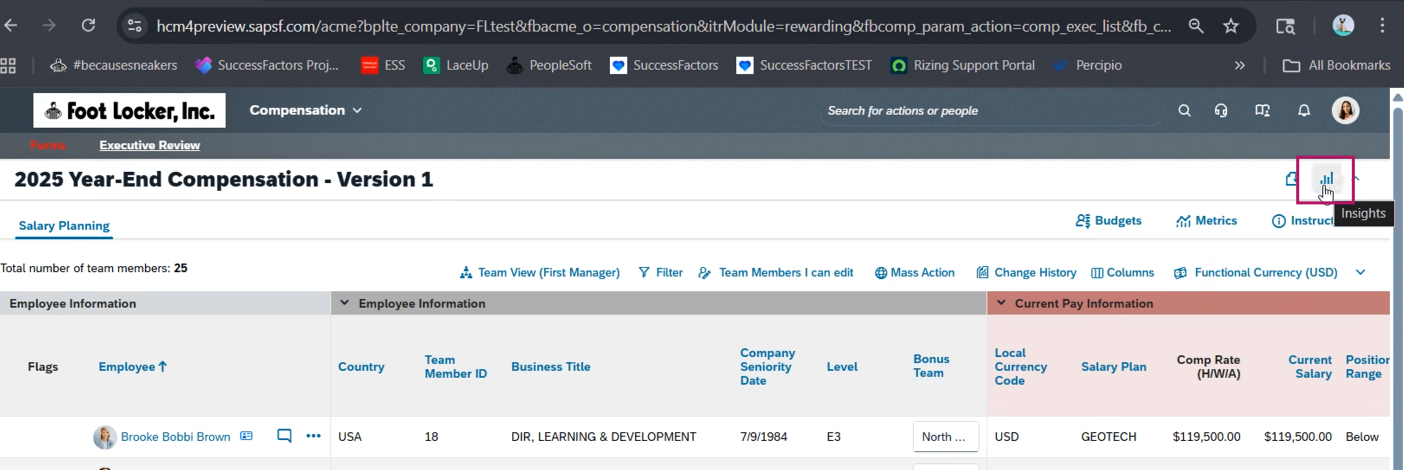 hcm4preview.sapsf.com/acme?bplte_company=FLtest&fbacme_o=compensation&itrModule=rewarding&fbcomp_param_action=comp_exec_list&fb_c...
#becausesneakers SuccessFactors Proj... ESS LaceUp PeopleSoft SuccessFactors SuccessFactorsTEST Rizing Support Portal Percipio » All Bookmarks
Foot Locker, Inc. Compensation Search for actions or people
Forms Executive Review
2025 Year-End Compensation - Version 1
Insights
Salary Planning Budgets Metrics Instruct
Total number of team members: 25 Team View (First Manager) Filter Team Members I can edit Mass Action Change History Columns Functional Currency (USD)
Employee Information Employee Information Current Pay Information
Flags Employee Country Team Member ID Business Title Company Seniority Date Level Bonus Team Local Currency Code Salary Plan Comp Rate (H/W/A) Current Salary Position Range
Brooke Bobbi Brown USA 18 DIR, LEARNING & DEVELOPMENT 7/9/1984 E3 North ... USD GEOTECH $119,500.00 $119,500.00 Below